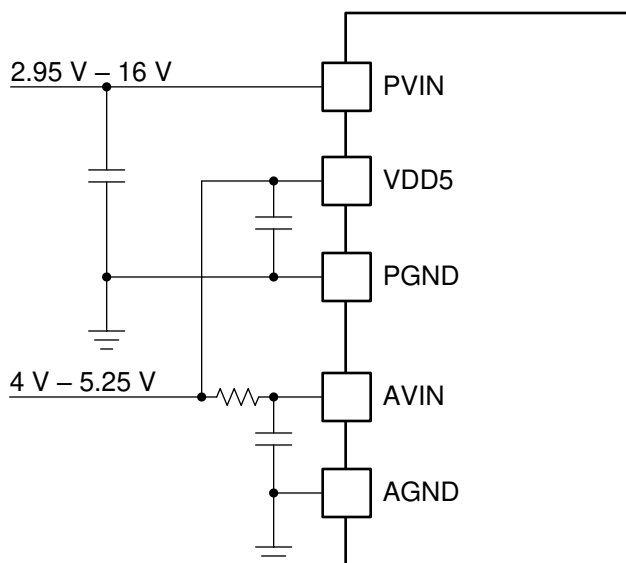 2.95 V – 16 V
PVIN
VDD5
PGND
4 V – 5.25 V
AVIN
AGND